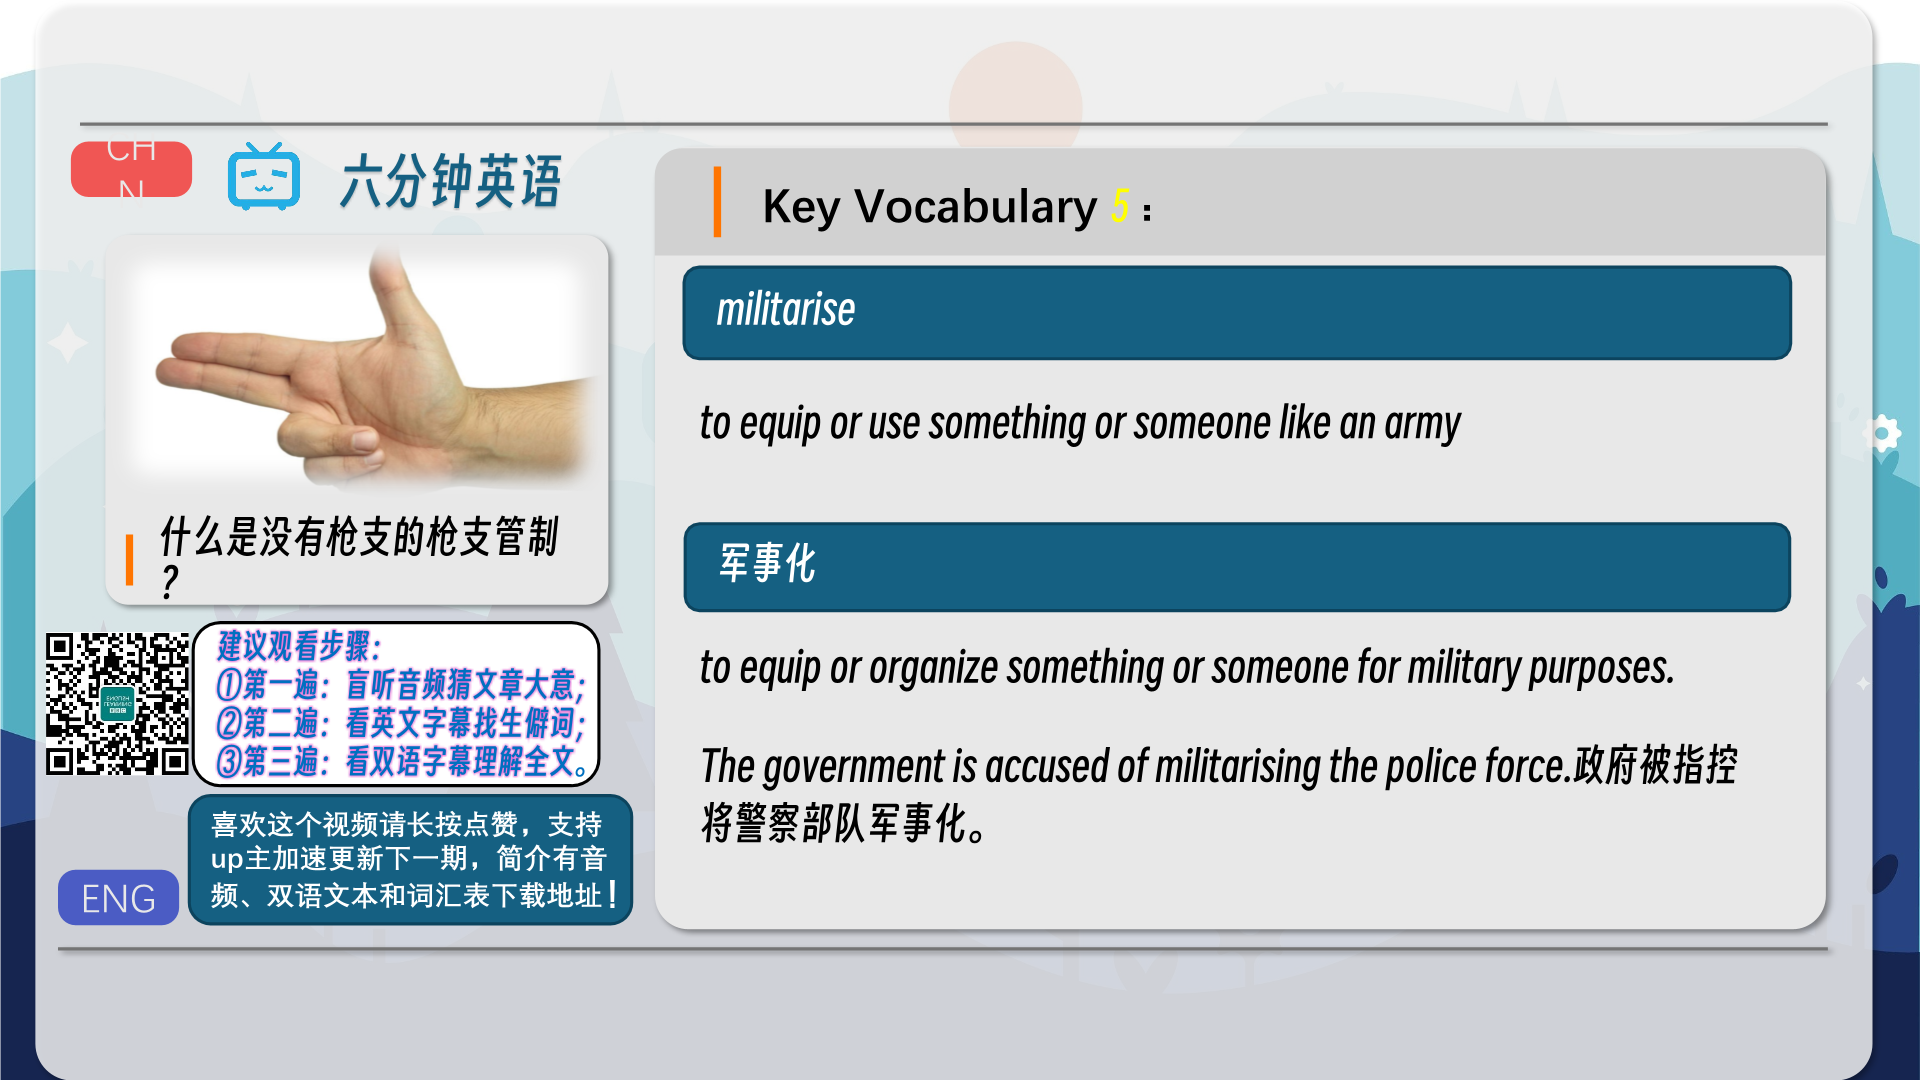 CH
N
六分钟英语
什么是没有枪支的枪支管制
?
建议观看步骤：
①第一遍：盲听音频猜文章大意；
②第二遍：看英文字幕找生僻词；
③第三遍：看双语字幕理解全文。
喜欢这个视频请长按点赞，支持
up主加速更新下一期，简介有音
频、双语文本和词汇表下载地址！
ENG
Key Vocabulary 5：
militarise
to equip or use something or someone like an army
军事化
to equip or organize something or someone for military purposes.
The government is accused of militarising the police force.政府被指控
将警察部队军事化。